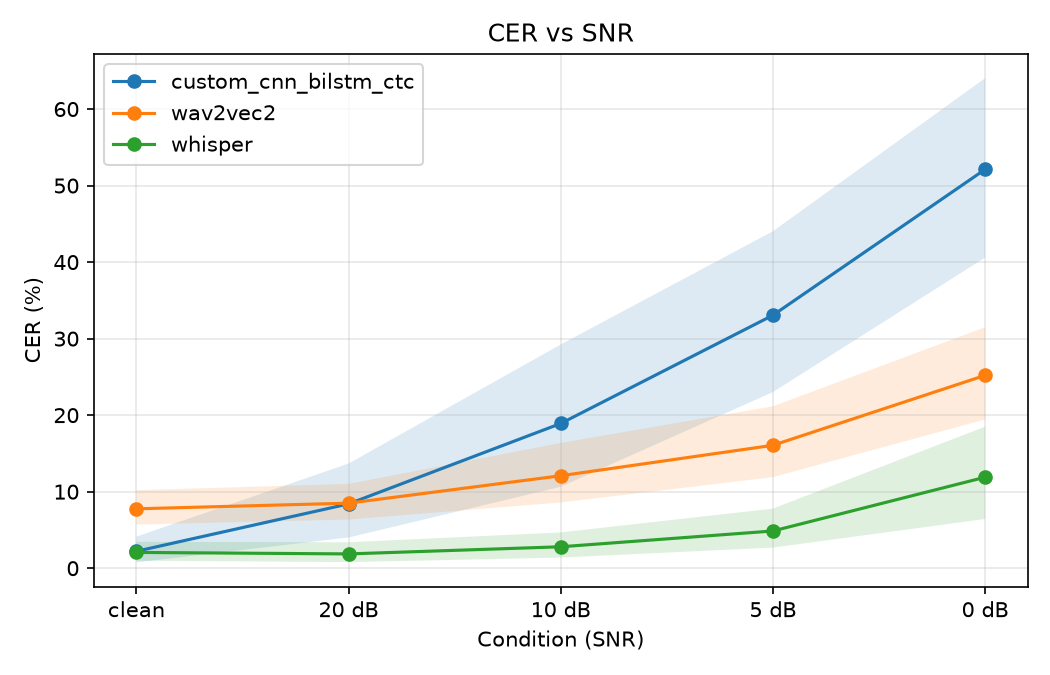 CER vs SNR
custom_cnn_bilstm_ctc
wav2vec2
whisper
60
50
40
30
20
10
0
CER (%)
clean 20 dB 10 dB 5 dB 0 dB
Condition (SNR)